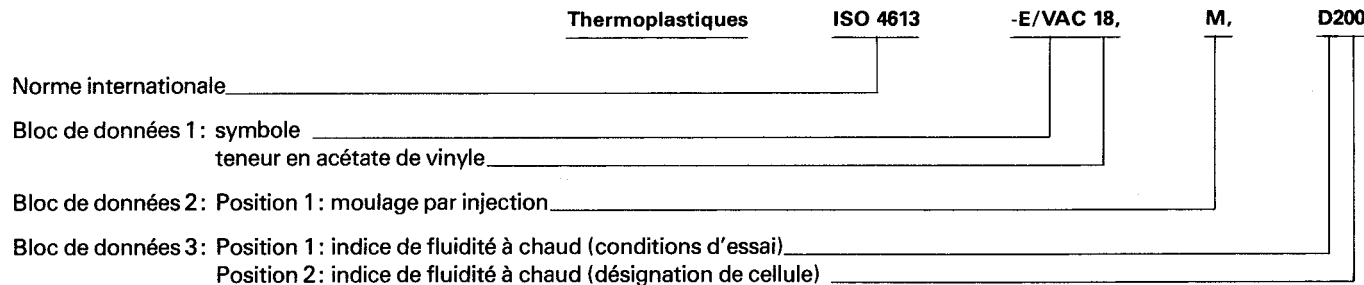 Thermoplastiques ISO 4613 -E/VAC 18, M, D200
Norme internationale
Bloc de données 1: symbole
teneur en acétate de vinyle
Bloc de données 2: Position 1: moulage par injection
Bloc de données 3: Position 1: indice de fluidité à chaud (conditions d'essai)
Position 2: indice de fluidité à chaud (désignation de cellule)